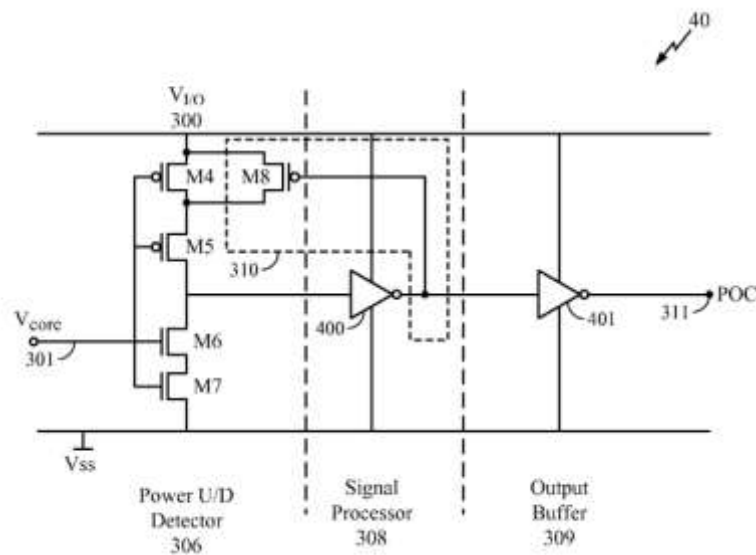 40
V_I/O
300
M4
M8
M5
310
V_core
301
M6
M7
400
401
311
POC
Vss
Power U/D
Detector
306
Signal
Processor
308
Output
Buffer
309